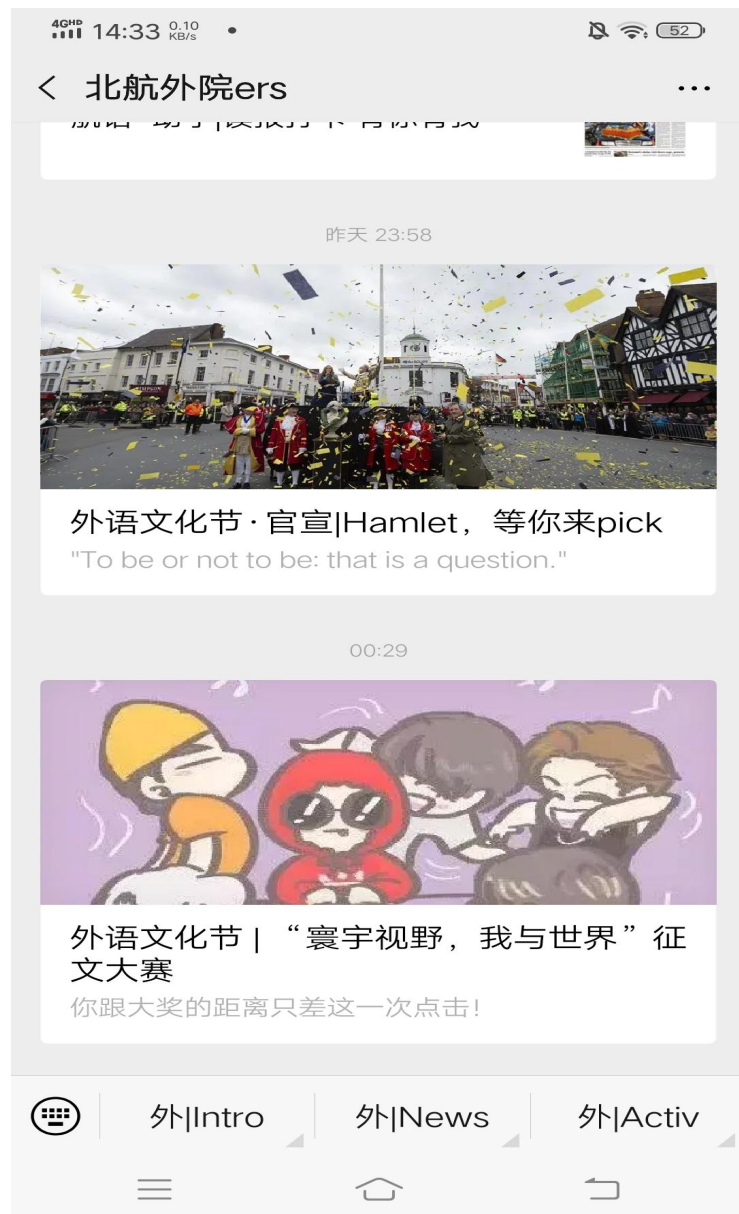 4GHD 14:33 0.10 KB/s 52
北航外院ers
昨天 23:58
外语文化节·官宣|Hamlet，等你来pick
"To be or not to be: that is a question."
00:29
外语文化节 | “寰宇视野，我与世界”征
文大赛
你跟大奖的距离只差这一次点击!
外|Intro 外|News 外|Activ